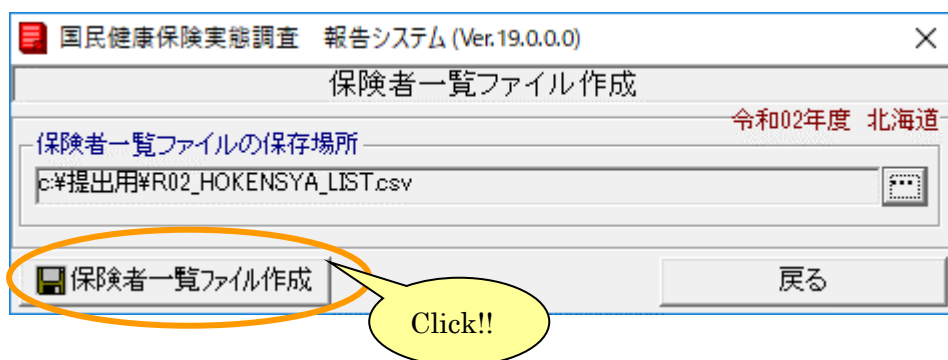 国民健康保険実態調査　報告システム (Ver.19.0.0.0)
保険者一覧ファイル作成
令和02年度　北海道
保険者一覧ファイルの保存場所
c:¥提出用¥R02_HOKENSYA_LIST.csv
...
保険者一覧ファイル作成
戻る
Click!!